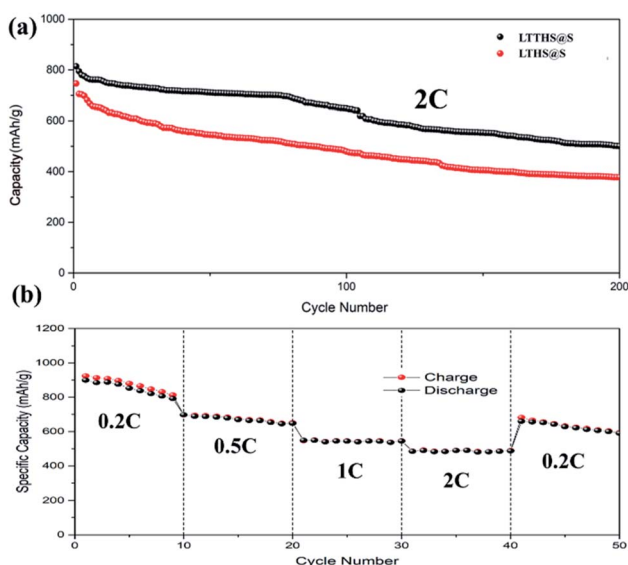 (a)
1000
800
600
400
200
0
Capacity(mAh/g)
LTTHS@S
LTHS@S
2C
0 100 200
Cycle Number
(b)
1200
1000
800
600
400
200
0
Specific Capacity (mAh/g)
Charge
Discharge
0.2C 0.5C 1C 2C 0.2C
0 10 20 30 40 50
Cycle Number